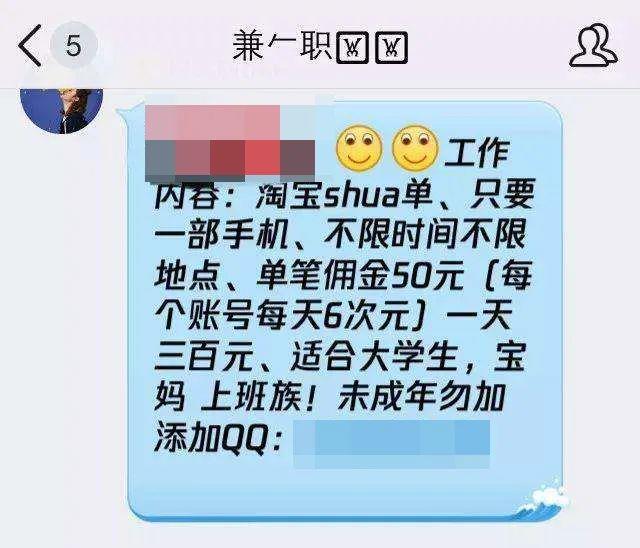 5
兼𠂉职🅆🅆
工作
内容：淘宝shua单、只要
一部手机、不限时间不限
地点、单笔佣金50元〔每
个账号每天6次元〕一天
三百元、适合大学生，宝
妈 上班族！未成年勿加
添加QQ：